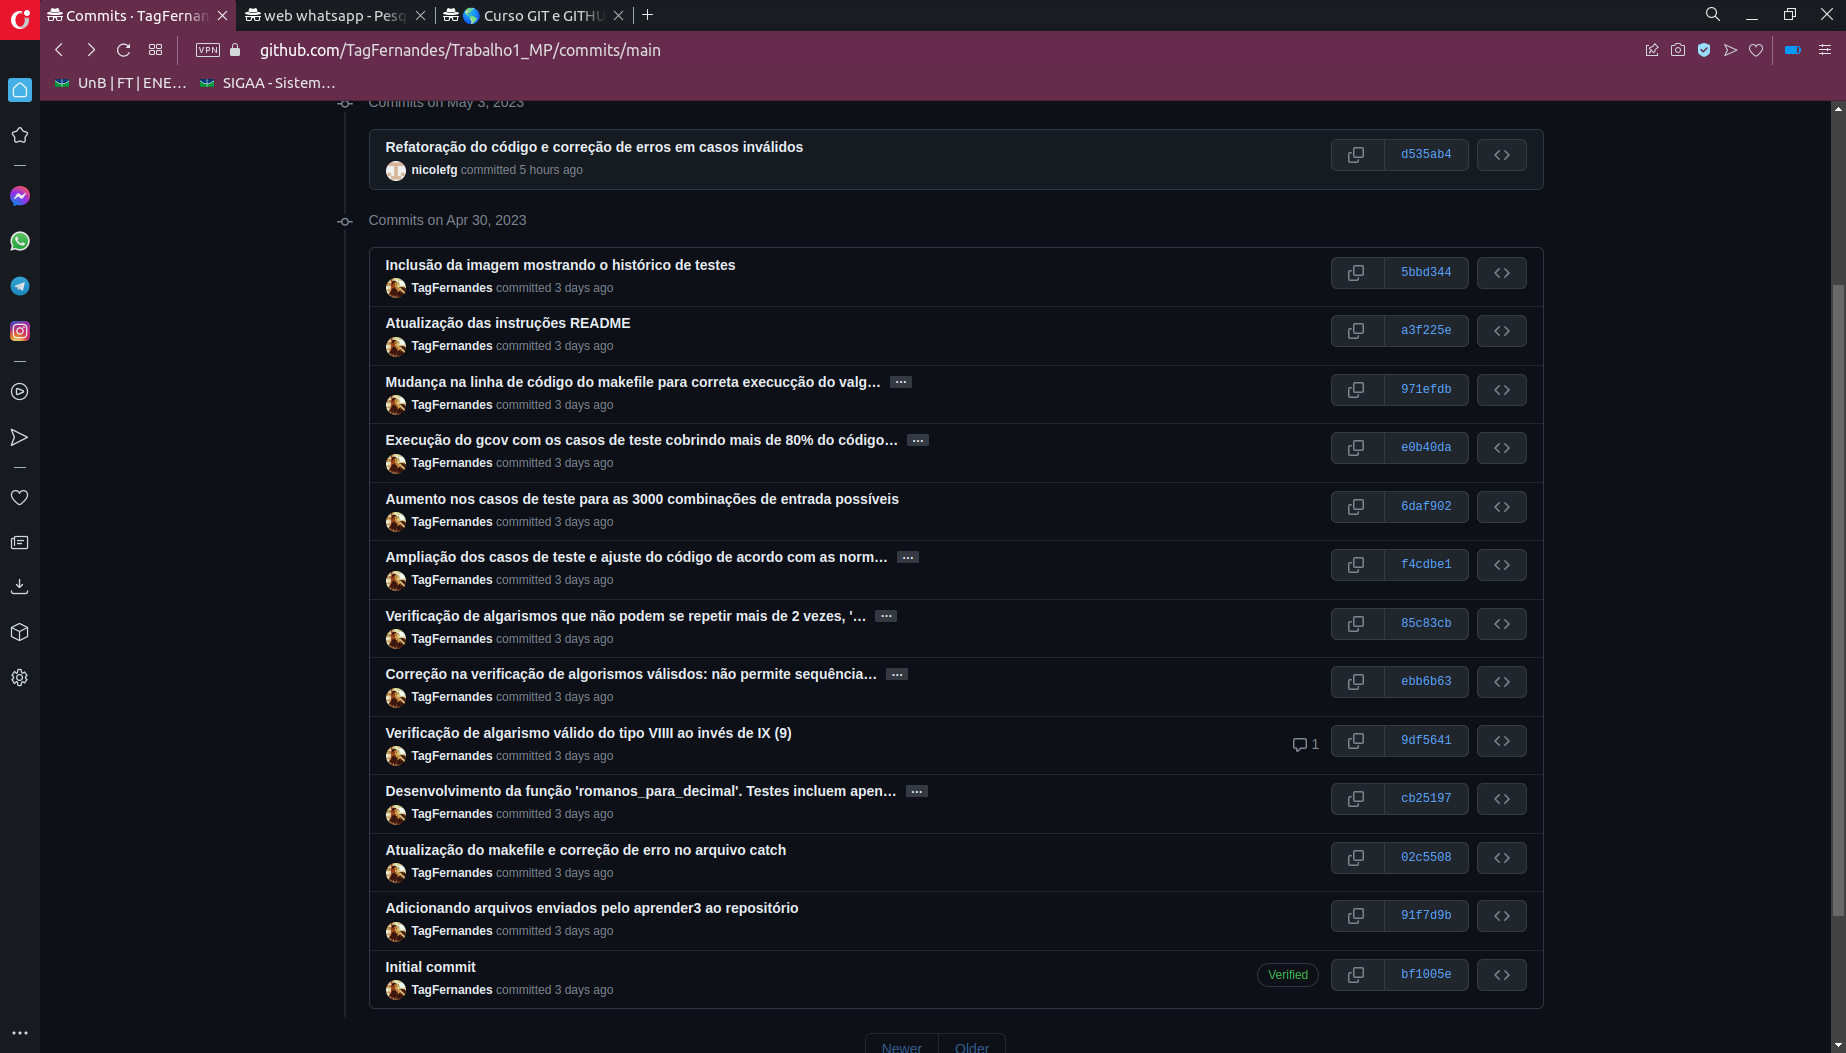 Commits · TagFernan
web whatsapp - Pesq
Curso GIT e GITHU
VPN
github.com/TagFernandes/Trabalho1_MP/commits/main
UnB | FT | ENE…
SIGAA - Sistem…
Commits on May 3, 2023
Refatoração do código e correção de erros em casos inválidos
d535ab4
nicolefg committed 5 hours ago
Commits on Apr 30, 2023
Inclusão da imagem mostrando o histórico de testes
5bbd344
TagFernandes committed 3 days ago
Atualização das instruções README
a3f225e
TagFernandes committed 3 days ago
Mudança na linha de código do makefile para correta execucção do valg… …
971efdb
TagFernandes committed 3 days ago
Execução do gcov com os casos de teste cobrindo mais de 80% do código… …
e0b40da
TagFernandes committed 3 days ago
Aumento nos casos de teste para as 3000 combinações de entrada possíveis
6daf902
TagFernandes committed 3 days ago
Ampliação dos casos de teste e ajuste do código de acordo com as norm… …
f4cdbe1
TagFernandes committed 3 days ago
Verificação de algarismos que não podem se repetir mais de 2 vezes, '… …
85c83cb
TagFernandes committed 3 days ago
Correção na verificação de algorismos válisdos: não permite sequência… …
ebb6b63
TagFernandes committed 3 days ago
Verificação de algarismo válido do tipo VIIII ao invés de IX (9)
1
9df5641
TagFernandes committed 3 days ago
Desenvolvimento da função 'romanos_para_decimal'. Testes incluem apen… …
cb25197
TagFernandes committed 3 days ago
Atualização do makefile e correção de erro no arquivo catch
02c5508
TagFernandes committed 3 days ago
Adicionando arquivos enviados pelo aprender3 ao repositório
91f7d9b
TagFernandes committed 3 days ago
Initial commit
Verified
bf1005e
TagFernandes committed 3 days ago
Newer
Older